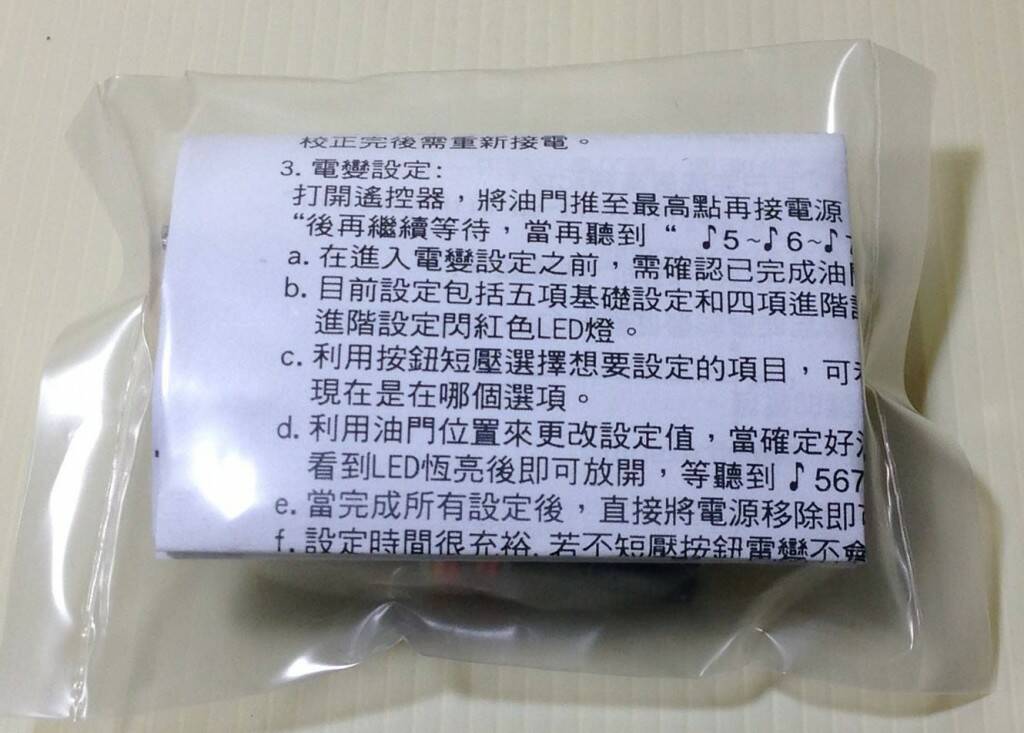 校正完後需重新接電。
3. 電變設定:
打開遙控器，將油門推至最高點再接電源
“後再繼續等待，當再聽到 “ ♪5~♪6~♪7
a. 在進入電變設定之前，需確認已完成油門
b. 目前設定包括五項基礎設定和四項進階設
進階設定閃紅色LED燈。
c. 利用按鈕短壓選擇想要設定的項目，可
現在是在哪個選項。
d. 利用油門位置來更改設定值，當確定好
看到LED恆亮後即可放開，等聽到 ♪567
e. 當完成所有設定後，直接將電源移除即可
f. 設定時間很充裕, 若不短壓按鈕電變不會